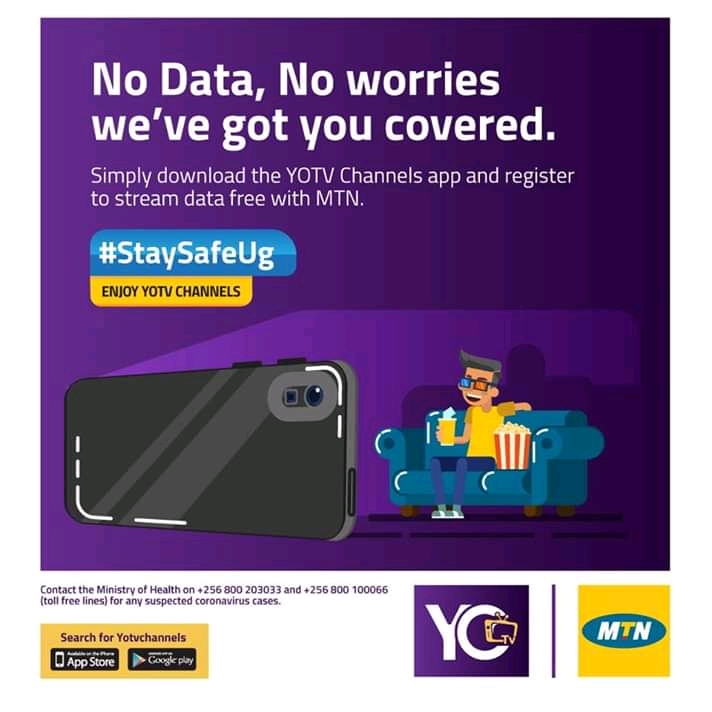 No Data, No worries
we've got you covered.
Simply download the YOTV Channels app and register
to stream data free with MTN.
#StaySafeUg
ENJOY YOTV CHANNELS
Contact the Ministry of Health on +256 800 203033 and +256 800 100066
(toll free lines) for any suspected coronavirus cases.
Search for Yotvchannels
Available on the iPhone
App Store
Google play
YO
TV
MTN